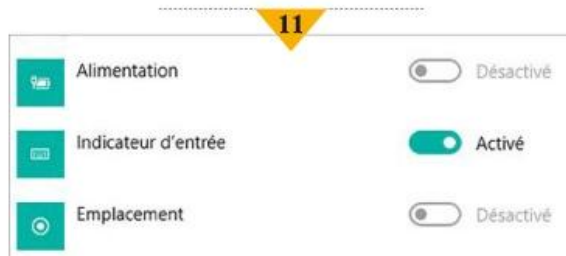 11
Alimentation Désactivé
Indicateur d'entrée Activé
Emplacement Désactivé